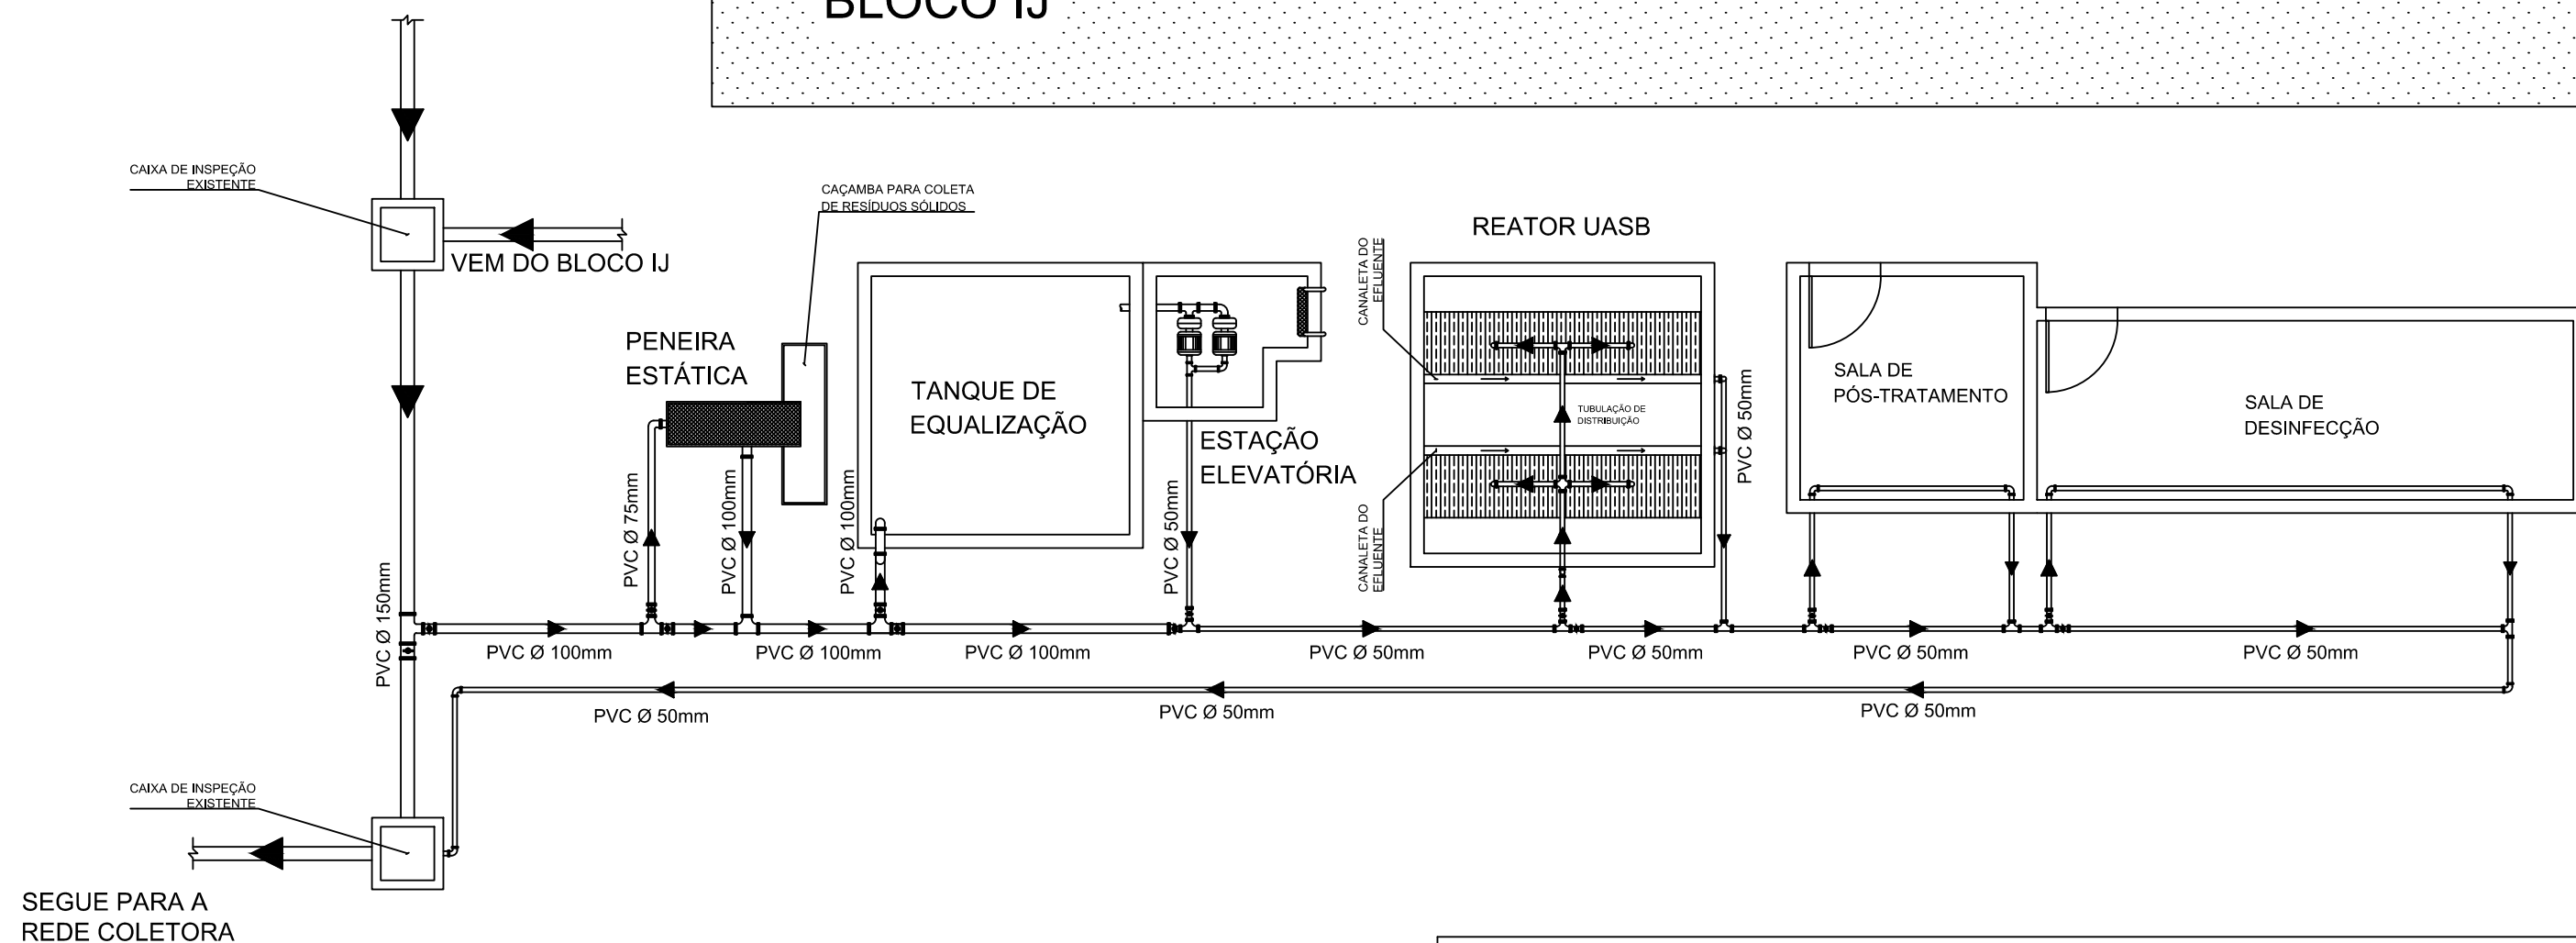 BLOCO IJ
CAIXA DE INSPEÇÃO
EXISTENTE
VEM DO BLOCO IJ
CAÇAMBA PARA COLETA
DE RESÍDUOS SÓLIDOS
PENEIRA
ESTÁTICA
TANQUE DE
EQUALIZAÇÃO
ESTAÇÃO
ELEVATÓRIA
REATOR UASB
CANALETA DO
EFLUENTE
TUBULAÇÃO DE
DISTRIBUIÇÃO
CANALETA DO
EFLUENTE
SALA DE
PÓS-TRATAMENTO
SALA DE
DESINFECÇÃO
PVC Ø 150mm
PVC Ø 75mm
PVC Ø 100mm
PVC Ø 100mm
PVC Ø 50mm
PVC Ø 50mm
PVC Ø 100mm
PVC Ø 100mm
PVC Ø 100mm
PVC Ø 50mm
PVC Ø 50mm
PVC Ø 50mm
PVC Ø 50mm
PVC Ø 50mm
PVC Ø 50mm
PVC Ø 50mm
CAIXA DE INSPEÇÃO
EXISTENTE
SEGUE PARA A
REDE COLETORA